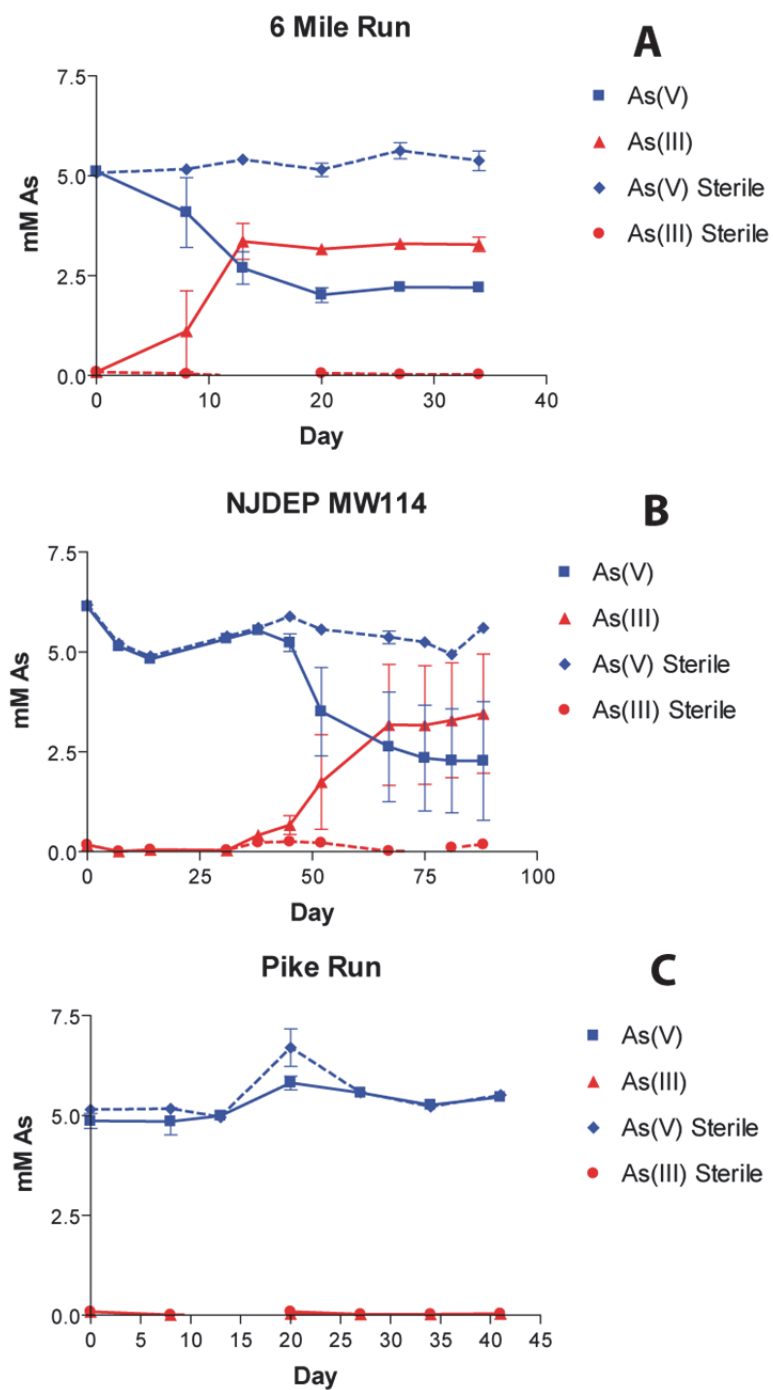 6 Mile Run
A
7.5
5.0
2.5
0.0
mM As
0 10 20 30 40
Day
As(V)
As(III)
As(V) Sterile
As(III) Sterile
NJDEP MW114
B
7.5
5.0
2.5
0.0
mM As
0 25 50 75 100
Day
As(V)
As(III)
As(V) Sterile
As(III) Sterile
Pike Run
C
7.5
5.0
2.5
0.0
mM As
0 5 10 15 20 25 30 35 40 45
Day
As(V)
As(III)
As(V) Sterile
As(III) Sterile